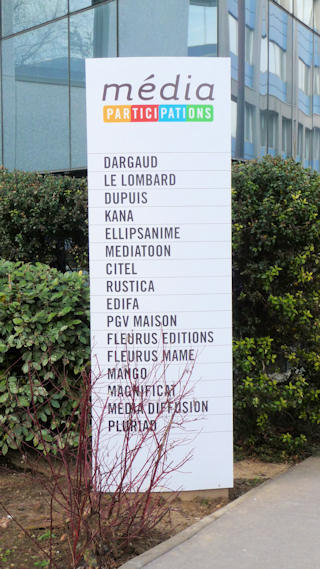 média
PARTICIPATIONS
DARGAUD
LE LOMBARD
DUPUIS
KANA
ELLIPSANIME
MEDIATOON
CITEL
RUSTICA
EDIFA
PGV MAISON
FLEURUS EDITIONS
FLEURUS MAME
MANGO
MAGNIFICAT
MEDIA DIFFUSION
PLURIAD